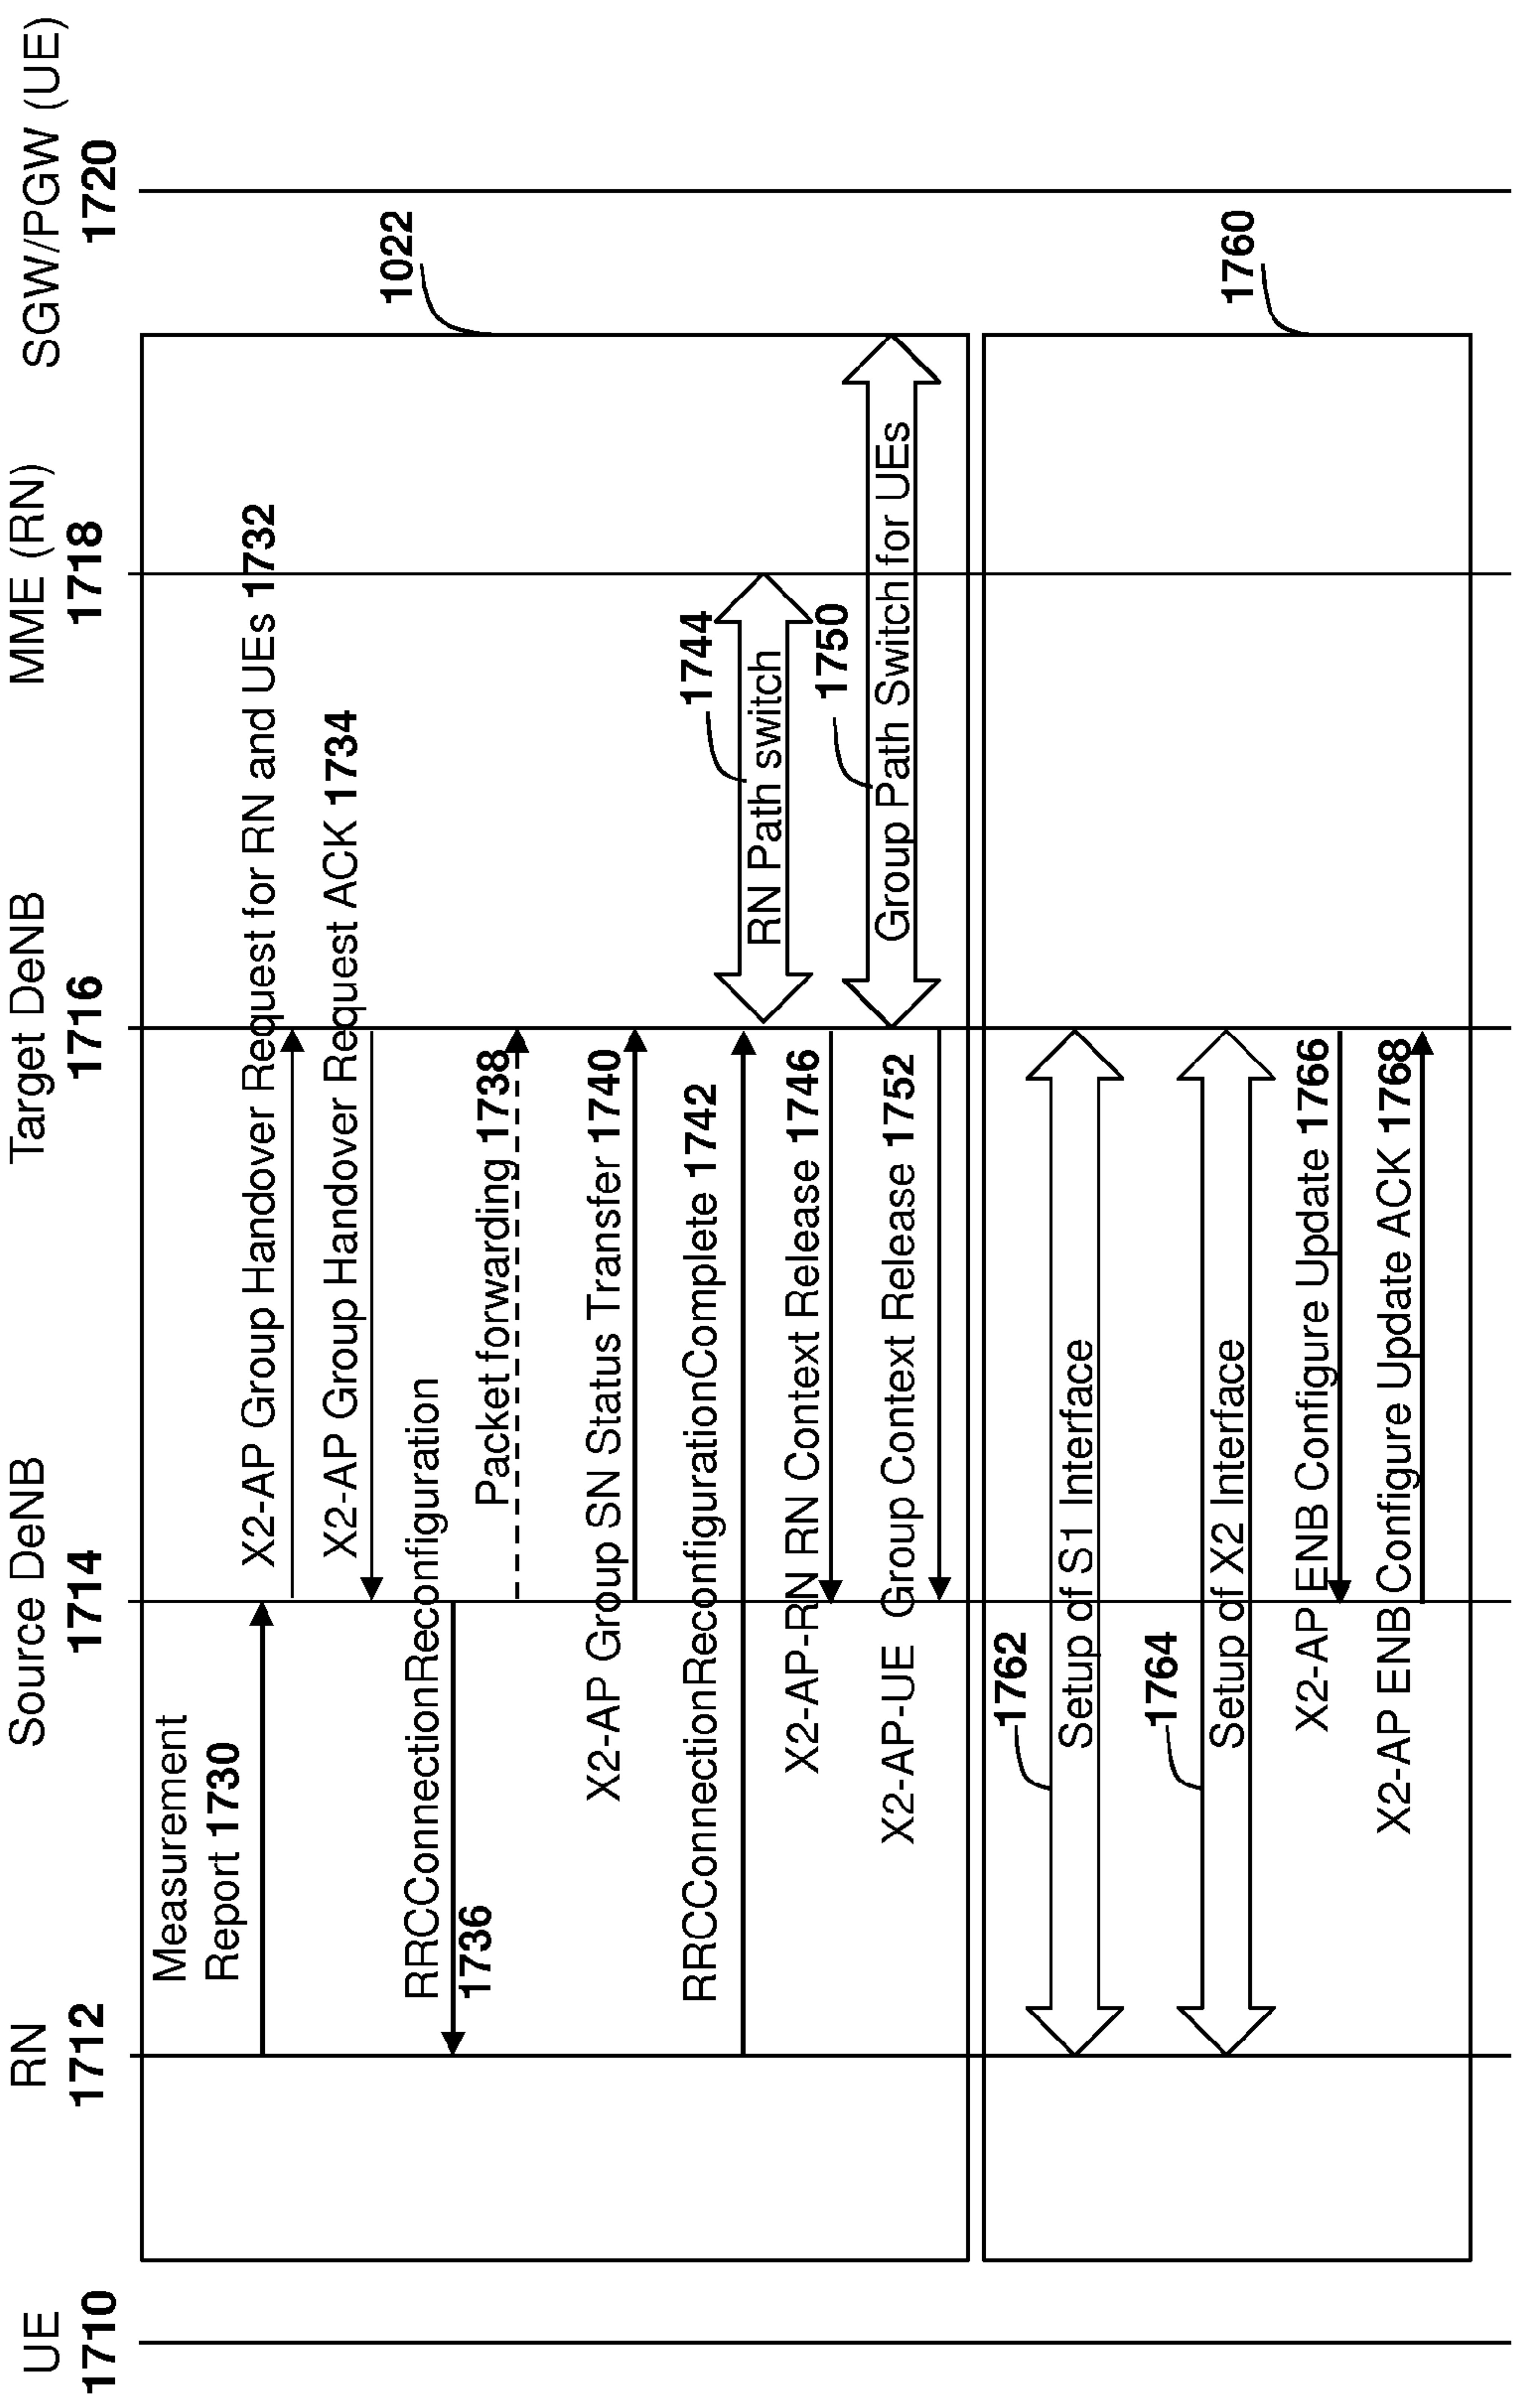 UE
1710
RN
1712
Source DeNB
1714
Target DeNB
1716
MME (RN)
1718
SGW/PGW (UE)
1720
1022
Measurement
Report 1730
X2-AP Group Handover Request for RN and UEs 1732
X2-AP Group Handover Request ACK 1734
RRCConnectionReconfiguration
1736
Packet forwarding 1738
X2-AP Group SN Status Transfer 1740
RRCConnectionReconfigurationComplete 1742
1744
RN Path switch
X2-AP-RN RN Context Release 1746
1750
Group Path Switch for UEs
X2-AP-UE Group Context Release 1752
1760
1762
Setup of S1 Interface
1764
Setup of X2 Interface
X2-AP ENB Configure Update 1766
X2-AP ENB Configure Update ACK 1768